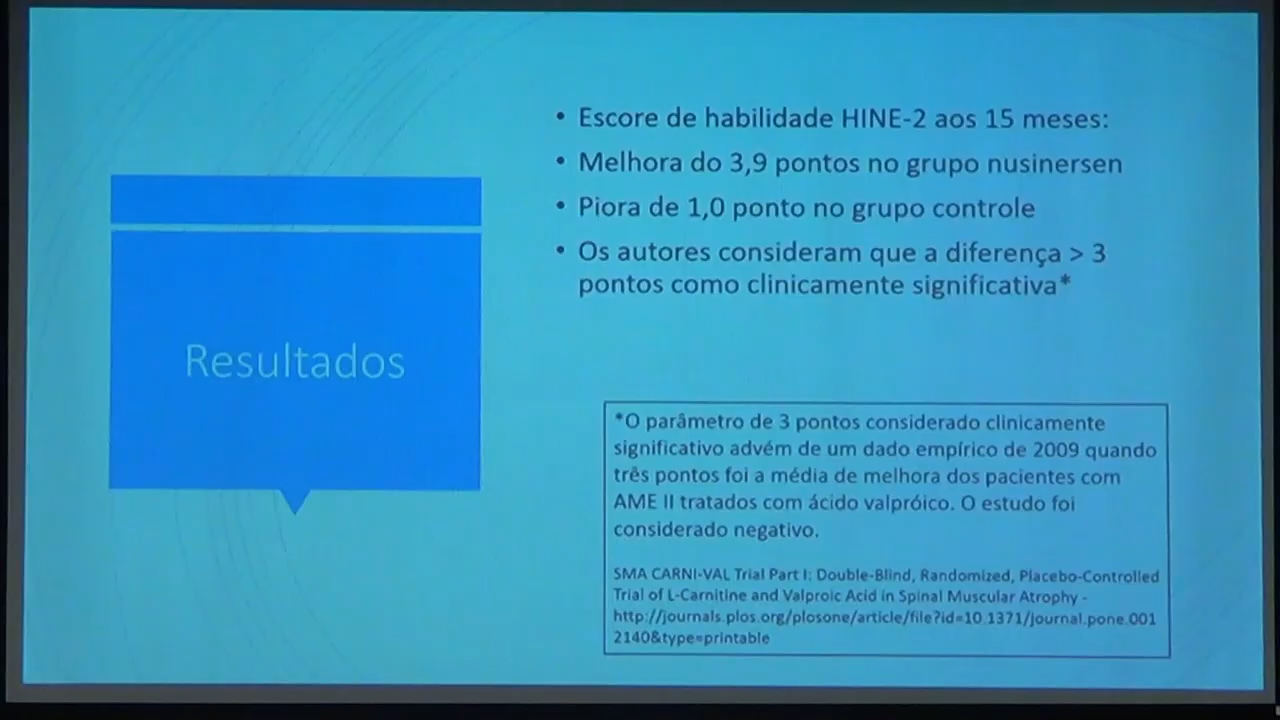 Resultados
• Escore de habilidade HINE-2 aos 15 meses:
• Melhora do 3,9 pontos no grupo nusinersen
• Piora de 1,0 ponto no grupo controle
• Os autores consideram que a diferença > 3
pontos como clinicamente significativa*
*O parâmetro de 3 pontos considerado clinicamente
significativo advém de um dado empírico de 2009 quando
três pontos foi a média de melhora dos pacientes com
AME II tratados com ácido valpróico. O estudo foi
considerado negativo.
SMA CARNI-VAL Trial Part I: Double-Blind, Randomized, Placebo-Controlled
Trial of L-Carnitine and Valproic Acid in Spinal Muscular Atrophy -
http://journals.plos.org/plosone/article/file?id=10.1371/journal.pone.001
2140&type=printable